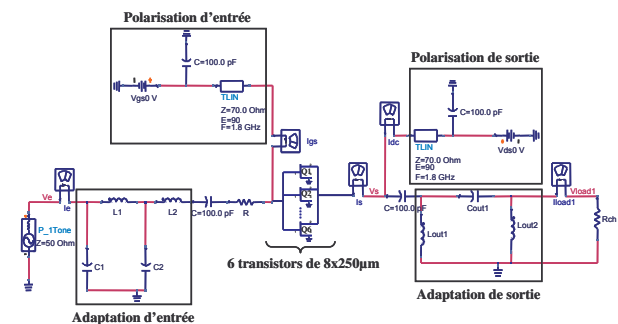 Polarisation d’entrée
C=100.0 pF
Vgs0 V
TLIN
Z=70.0 Ohm
E=90
F=1.8 GHz
Igs
Polarisation de sortie
C=100.0 pF
Idc
TLIN
Z=70.0 Ohm
E=90
F=1.8 GHz
Vds0 V
Ve
Ie
P_1Tone
Z=50 Ohm
L1
L2
C=100.0 pF
R
C1
C2
Q1
Q2
Q6
Vs
Is
C=100.0 pF
Cout1
Lout1
Lout2
Vload1
Iload1
Rch
6 transistors de 8x250µm
Adaptation d’entrée
Adaptation de sortie